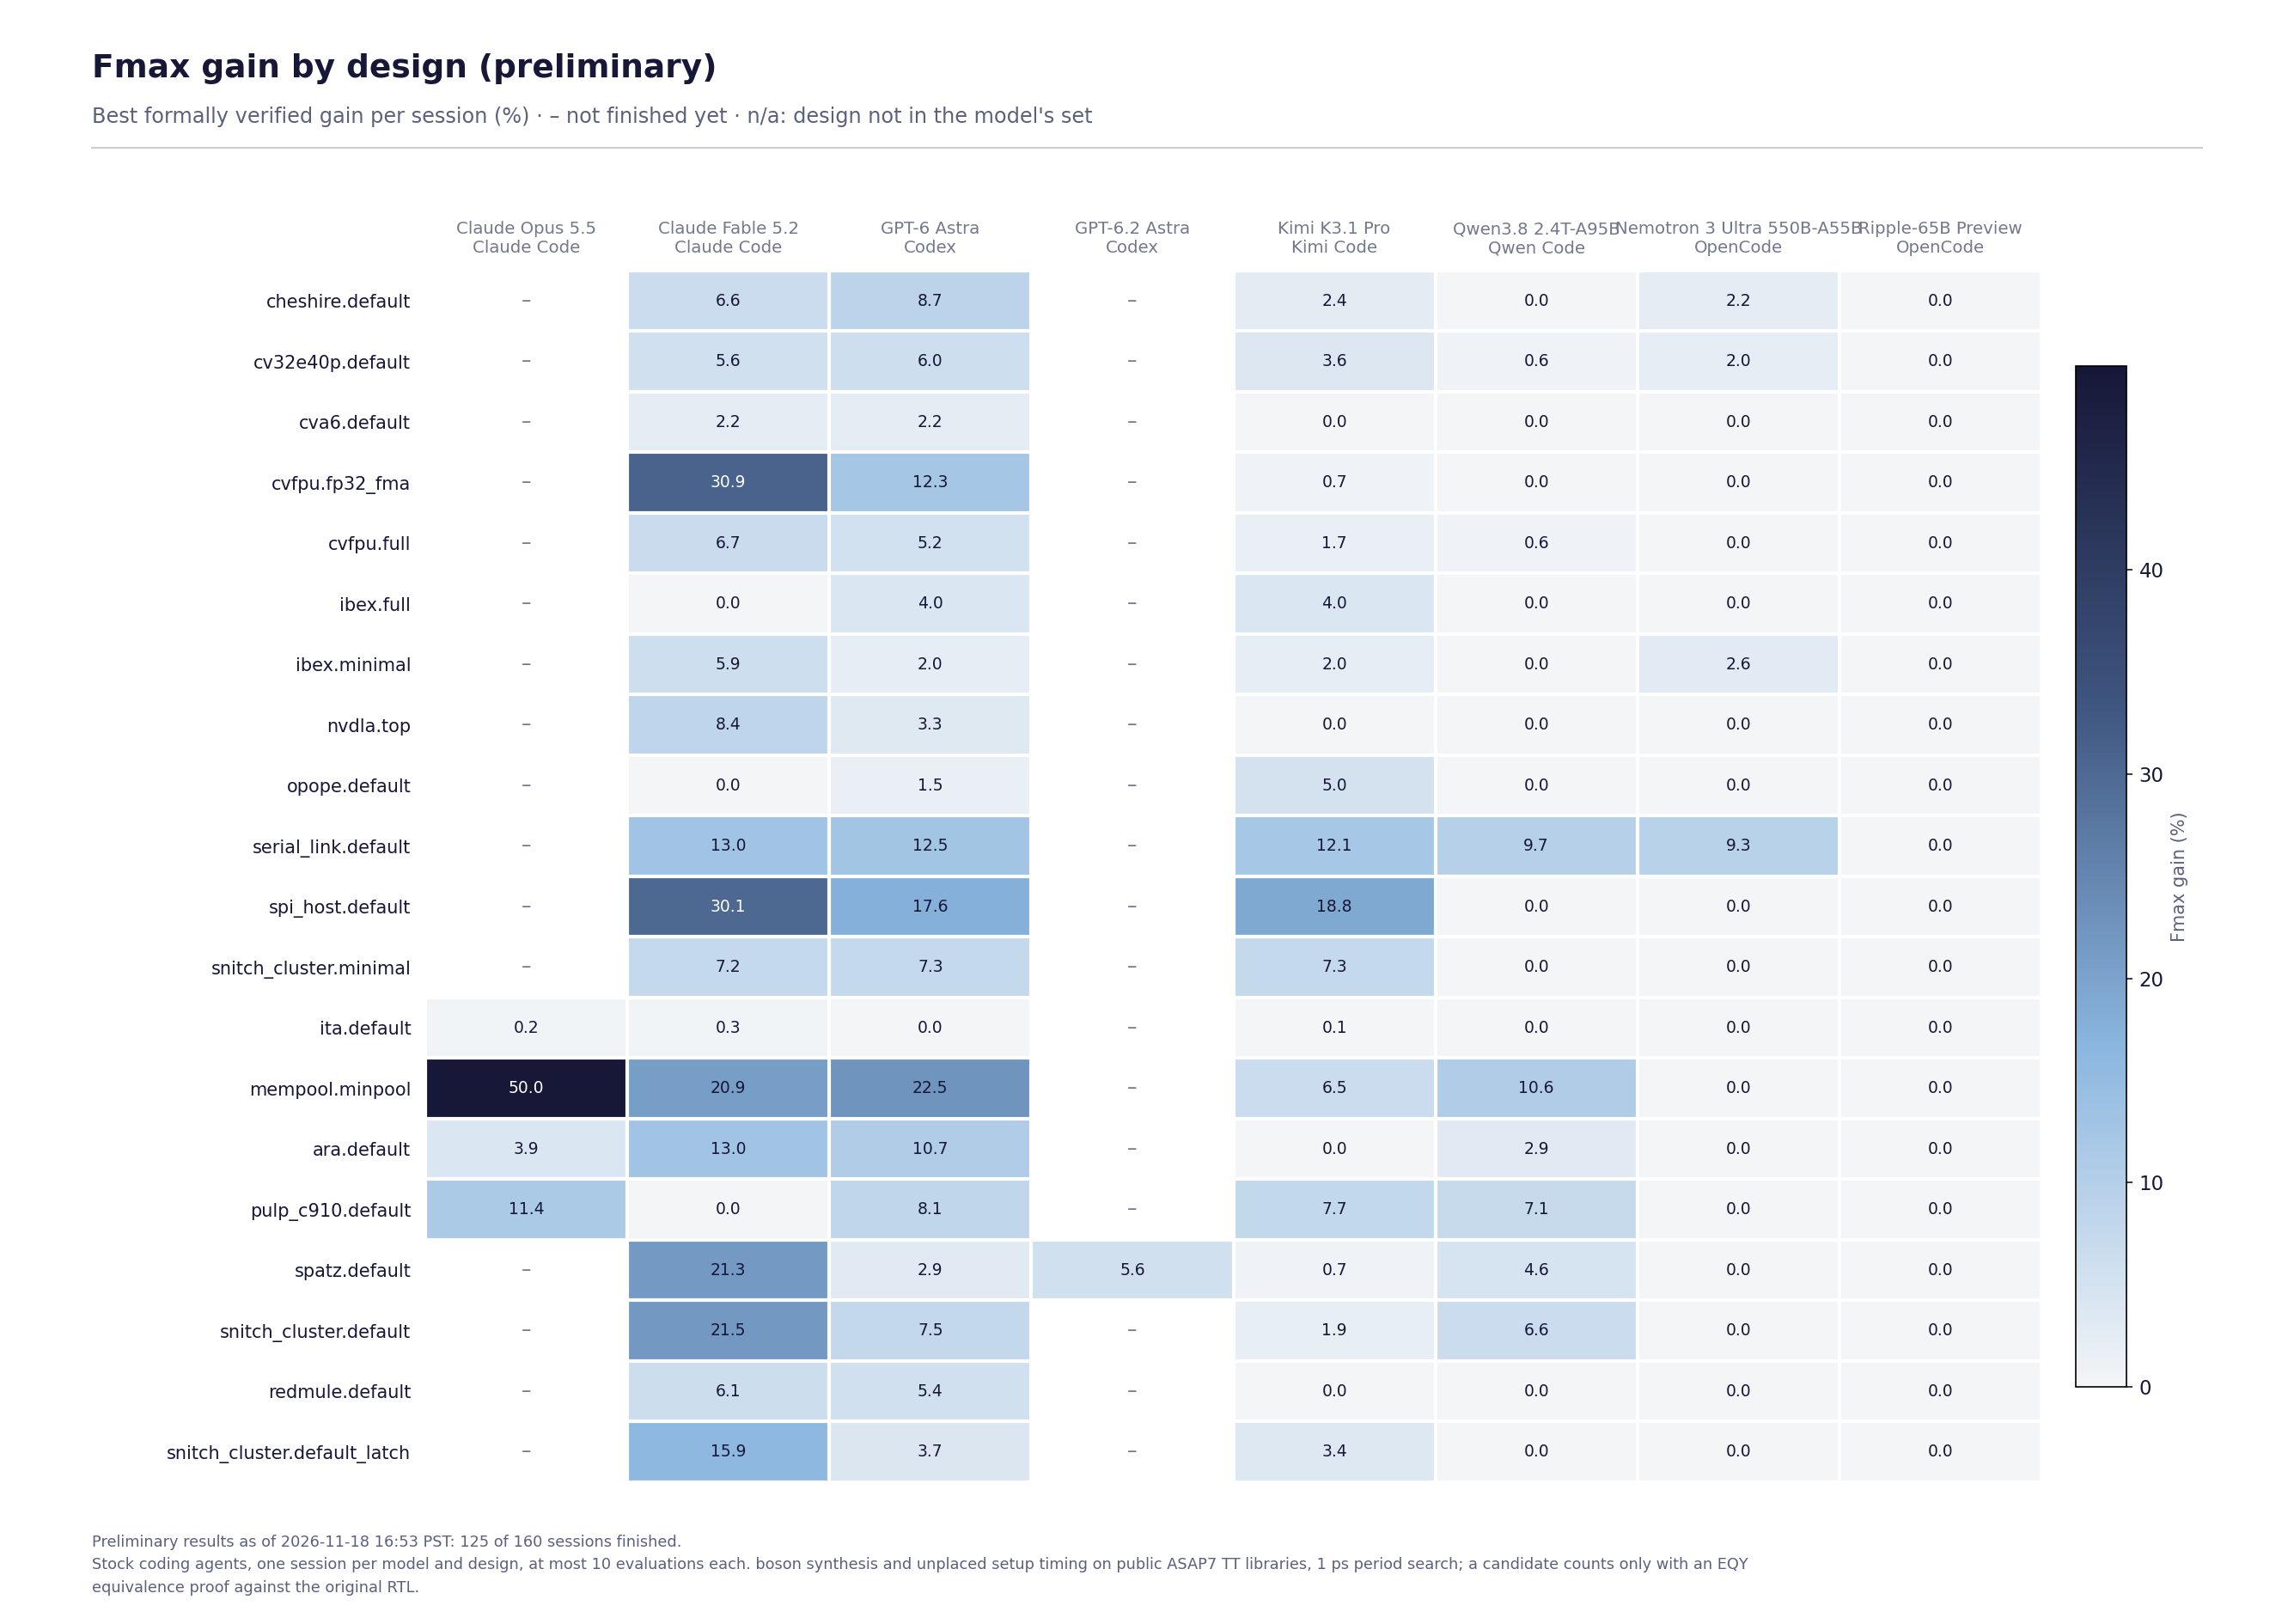 Fmax gain by design (preliminary)
Best formally verified gain per session (%) · – not finished yet · n/a: design not in the model's set
Claude Opus 5.5 Claude Fable 5.2 GPT-6 Astra GPT-6.2 Astra Kimi K3.1 Pro Qwen3.8 2.4T-A95B Nemotron 3 Ultra 550B-A55B Ripple-65B Preview
Claude Code Claude Code Codex Codex Kimi Code Qwen Code OpenCode OpenCode
cheshire.default – 6.6 8.7 – 2.4 0.0 2.2 0.0
cv32e40p.default – 5.6 6.0 – 3.6 0.6 2.0 0.0
cva6.default – 2.2 2.2 – 0.0 0.0 0.0 0.0
cvfpu.fp32_fma – 30.9 12.3 – 0.7 0.0 0.0 0.0
cvfpu.full – 6.7 5.2 – 1.7 0.6 0.0 0.0
ibex.full – 0.0 4.0 – 4.0 0.0 0.0 0.0
ibex.minimal – 5.9 2.0 – 2.0 0.0 2.6 0.0
nvdla.top – 8.4 3.3 – 0.0 0.0 0.0 0.0
opope.default – 0.0 1.5 – 5.0 0.0 0.0 0.0
serial_link.default – 13.0 12.5 – 12.1 9.7 9.3 0.0
spi_host.default – 30.1 17.6 – 18.8 0.0 0.0 0.0
snitch_cluster.minimal – 7.2 7.3 – 7.3 0.0 0.0 0.0
ita.default 0.2 0.3 0.0 – 0.1 0.0 0.0 0.0
mempool.minpool 50.0 20.9 22.5 – 6.5 10.6 0.0 0.0
ara.default 3.9 13.0 10.7 – 0.0 2.9 0.0 0.0
pulp_c910.default 11.4 0.0 8.1 – 7.7 7.1 0.0 0.0
spatz.default – 21.3 2.9 5.6 0.7 4.6 0.0 0.0
snitch_cluster.default – 21.5 7.5 – 1.9 6.6 0.0 0.0
redmule.default – 6.1 5.4 – 0.0 0.0 0.0 0.0
snitch_cluster.default_latch – 15.9 3.7 – 3.4 0.0 0.0 0.0
40
30
20
10
0
Fmax gain (%)
Preliminary results as of 2026-11-18 16:53 PST: 125 of 160 sessions finished.
Stock coding agents, one session per model and design, at most 10 evaluations each. boson synthesis and unplaced setup timing on public ASAP7 TT libraries, 1 ps period search; a candidate counts only with an EQY
equivalence proof against the original RTL.